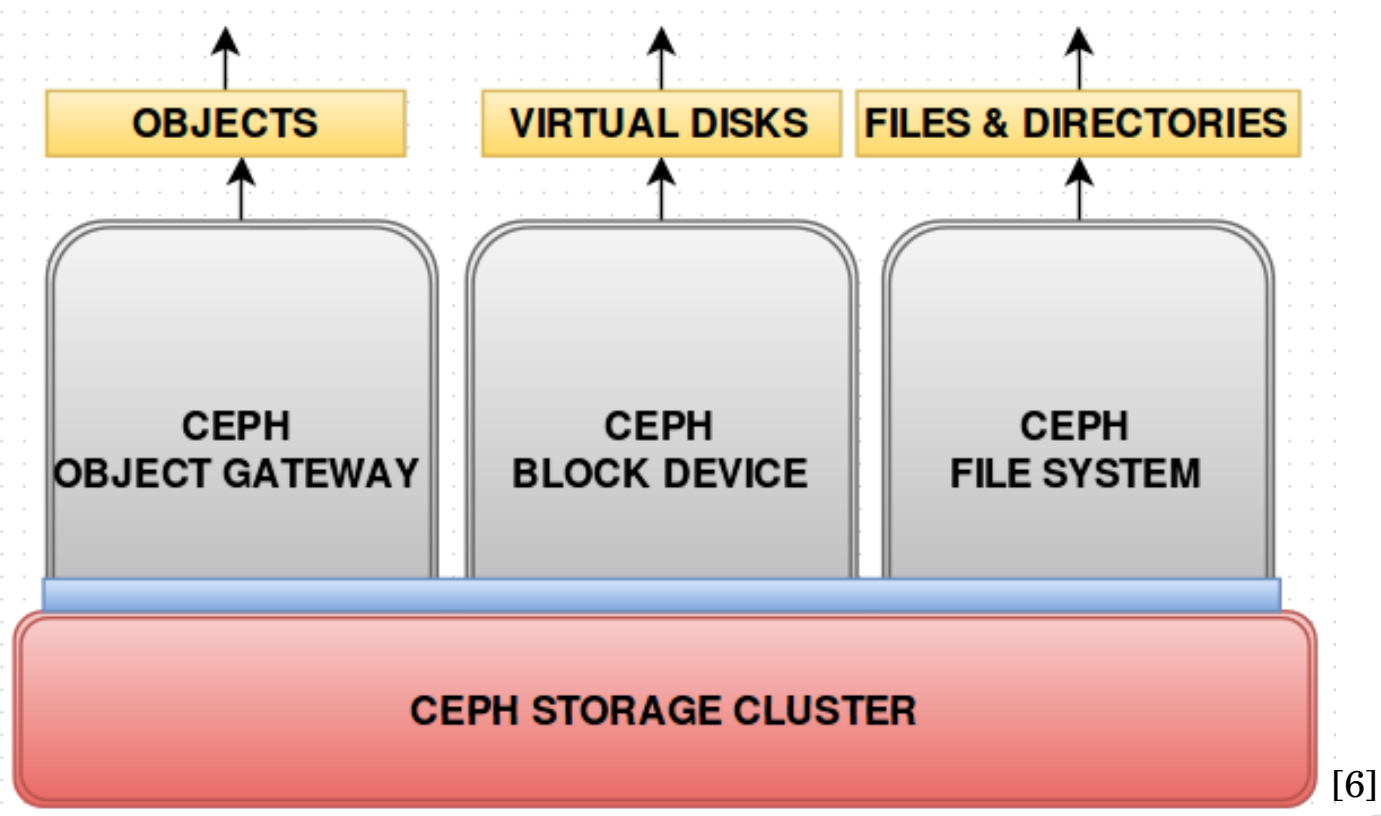 OBJECTS
VIRTUAL DISKS
FILES & DIRECTORIES
CEPH
OBJECT GATEWAY
CEPH
BLOCK DEVICE
CEPH
FILE SYSTEM
CEPH STORAGE CLUSTER
[6]